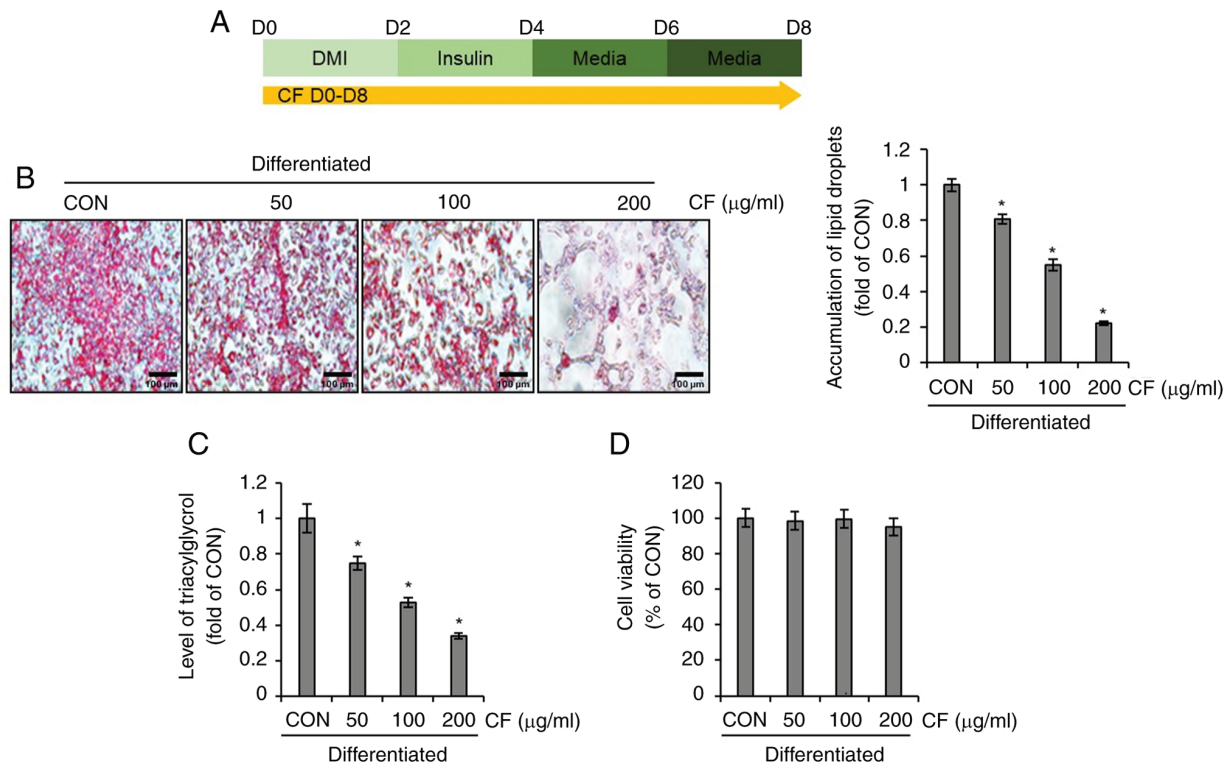 A
D0 D2 D4 D6 D8
DMI Insulin Media Media
CF D0-D8
B
Differentiated
CON 50 100 200 CF (μg/ml)
100 μm 100 μm 100 μm 100 μm
Accumulation of lipid droplets
(fold of CON)
1.2
1
0.8
0.6
0.4
0.2
0
* * *
CON 50 100 200 CF (μg/ml)
Differentiated
C
Level of triacylglycrol
(fold of CON)
1.2
1
0.8
0.6
0.4
0.2
0
* * *
CON 50 100 200 CF (μg/ml)
Differentiated
D
Cell viability
(% of CON)
120
100
80
60
40
20
0
CON 50 100 200 CF (μg/ml)
Differentiated